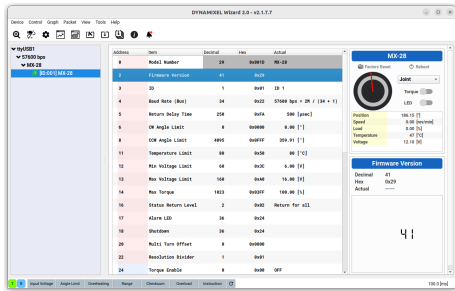 DYNAMIXEL Wizard 2.0 - v2.1.7.7
Device Control Graph Packet View Tools Help
ttyUSB1
57600 bps
MX-28
[ID:001] MX-28
Address Item Decimal Hex Actual
0 Model Number 29 0x001D MX-28
2 Firmware Version 41 0x29
3 ID 1 0x01 ID 1
4 Baud Rate (Bus) 34 0x22 57600 bps = 2M / (34 + 1)
5 Return Delay Time 250 0xFA 500 [μsec]
6 CW Angle Limit 0 0x0000 0.00 [°]
8 CCW Angle Limit 4095 0x0FFF 359.91 [°]
11 Temperature Limit 80 0x50 80 [°C]
12 Min Voltage Limit 60 0x3C 6.00 [V]
13 Max Voltage Limit 160 0xA0 16.00 [V]
14 Max Torque 1023 0x03FF 100.00 [%]
16 Status Return Level 2 0x02 Return for all
17 Alarm LED 36 0x24
18 Shutdown 36 0x24
20 Multi Turn Offset 0 0x0000
22 Resolution Divider 1 0x01
24 Torque Enable 0 0x00 OFF
MX-28
Factory Reset Reboot
Joint
Torque
LED
Position 186.15 [°]
Speed 0.00 [rev/min]
Load 0.00 [%]
Temperature 47 [°C]
Voltage 12.10 [V]
Firmware Version
Decimal 41
Hex 0x29
Actual -----
41
T R Input Voltage Angle Limit Overheating Range Checksum Overload Instruction
100.0 [ms]